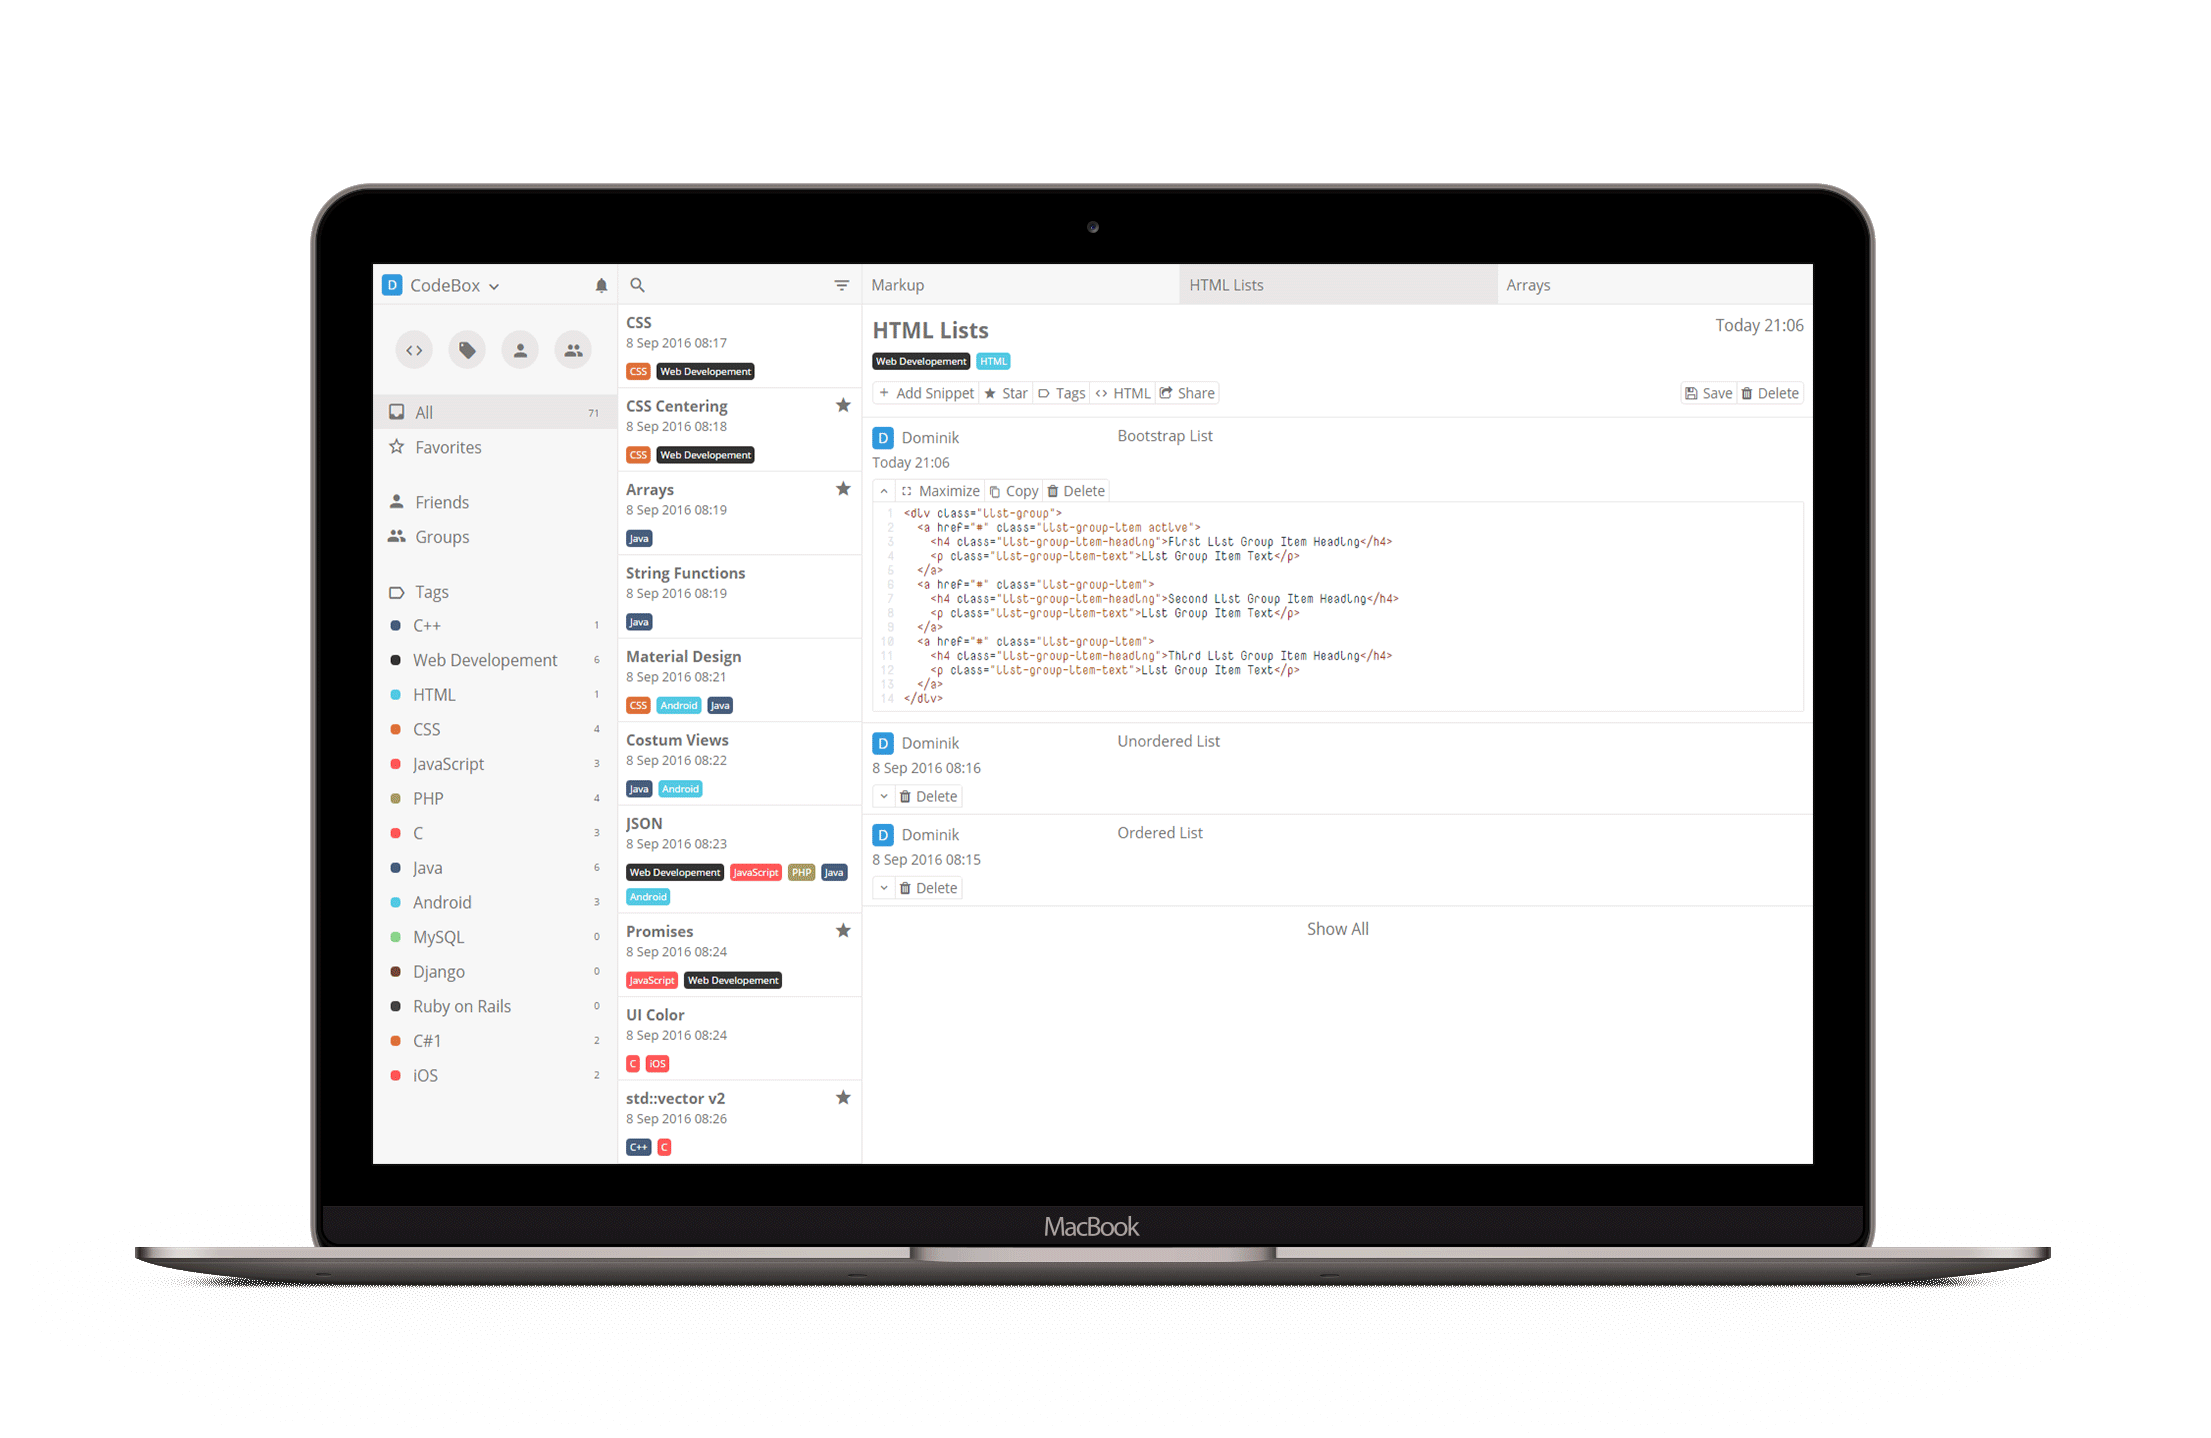 D CodeBox
All 71
Favorites
Friends
Groups
Tags
C++ 1
Web Developement 6
HTML 1
CSS 4
JavaScript 3
PHP 4
C 3
Java 6
Android 3
MySQL 0
Django 0
Ruby on Rails 0
C#1 2
iOS 2
CSS
8 Sep 2016 08:17
CSS Web Developement
CSS Centering
8 Sep 2016 08:18
CSS Web Developement
Arrays
8 Sep 2016 08:19
Java
String Functions
8 Sep 2016 08:19
Java
Material Design
8 Sep 2016 08:21
CSS Android Java
Costum Views
8 Sep 2016 08:22
Java Android
JSON
8 Sep 2016 08:23
Web Developement JavaScript PHP Java
Android
Promises
8 Sep 2016 08:24
JavaScript Web Developement
UI Color
8 Sep 2016 08:24
C iOS
std::vector v2
8 Sep 2016 08:26
C++ C
Markup HTML Lists Arrays
HTML Lists Today 21:06
Web Developement HTML
+ Add Snippet Star Tags <> HTML Share Save Delete
D Dominik Bootstrap List
Today 21:06
Maximize Copy Delete
1 <div class="list-group">
2 <a href="#" class="list-group-item active">
3 <h4 class="list-group-item-heading">First List Group Item Heading</h4>
4 <p class="list-group-item-text">List Group Item Text</p>
5 </a>
6 <a href="#" class="list-group-item">
7 <h4 class="list-group-item-heading">Second List Group Item Heading</h4>
8 <p class="list-group-item-text">List Group Item Text</p>
9 </a>
10 <a href="#" class="list-group-item">
11 <h4 class="list-group-item-heading">Third List Group Item Heading</h4>
12 <p class="list-group-item-text">List Group Item Text</p>
13 </a>
14 </div>
D Dominik Unordered List
8 Sep 2016 08:16
Delete
D Dominik Ordered List
8 Sep 2016 08:15
Delete
Show All
MacBook